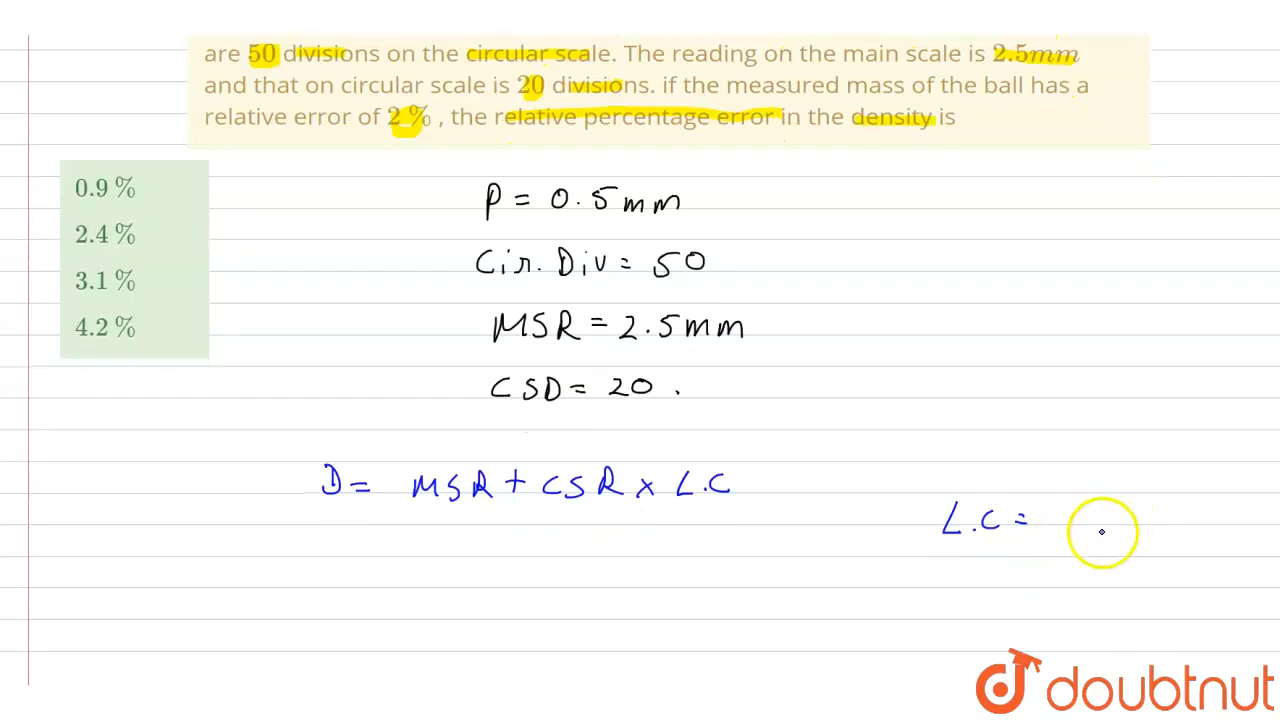 are 50 divisions on the circular scale. The reading on the main scale is 2.5mm
and that on circular scale is 20 divisions. if the measured mass of the ball has a
relative error of 2 % , the relative percentage error in the density is
0.9 %
2.4 %
3.1 %
4.2 %
P = 0.5 mm
Cir. Div = 50
MSR = 2.5 mm
CSD = 20 .
D = MSR + CSR × L.C
L.C =
doubtnut